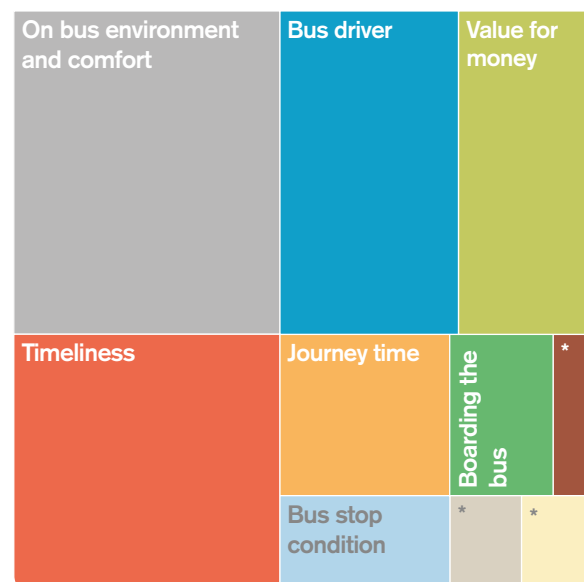 On bus environment
and comfort
Bus driver
Value for
money
Timeliness
Journey time
Boarding the
bus
*
Bus stop
condition
*
*